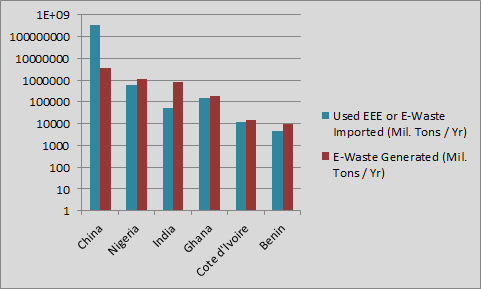 1E+09
100000000
10000000
1000000
100000
10000
1000
100
10
1
China
Nigeria
India
Ghana
Cote d'Ivoire
Benin
Used EEE or E-Waste
Imported (Mil. Tons / Yr)
E-Waste Generated (Mil.
Tons / Yr)